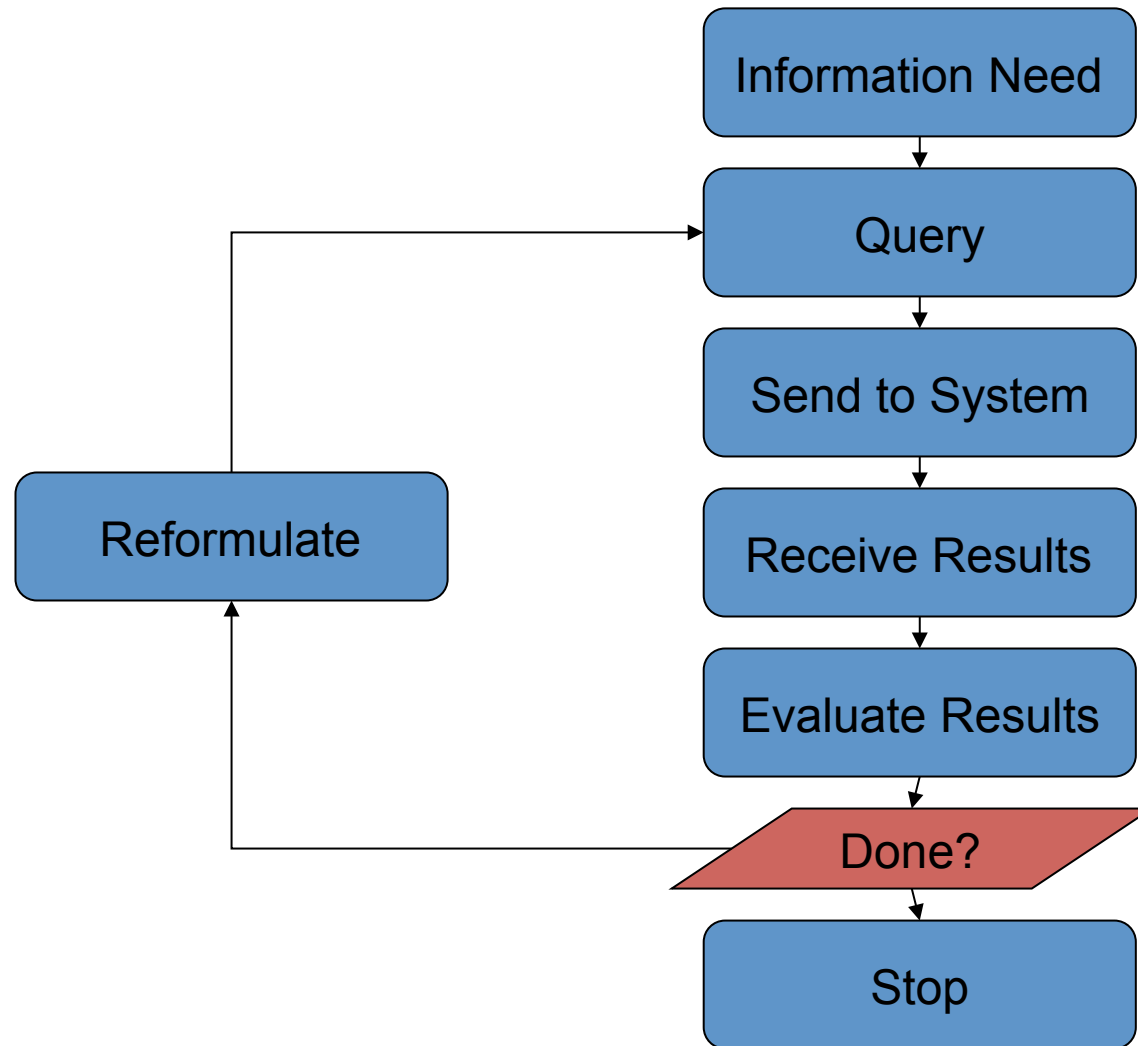 Information Need
Query
Send to System
Receive Results
Reformulate
Evaluate Results
Done?
Stop